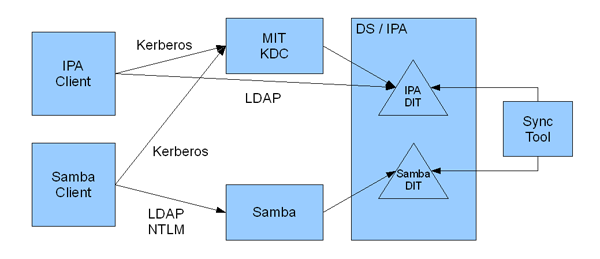 DS / IPA
MIT
KDC
Kerberos
IPA
Client
LDAP
IPA
DIT
Sync
Tool
Kerberos
Samba
Client
Samba
DIT
LDAP
NTLM
Samba